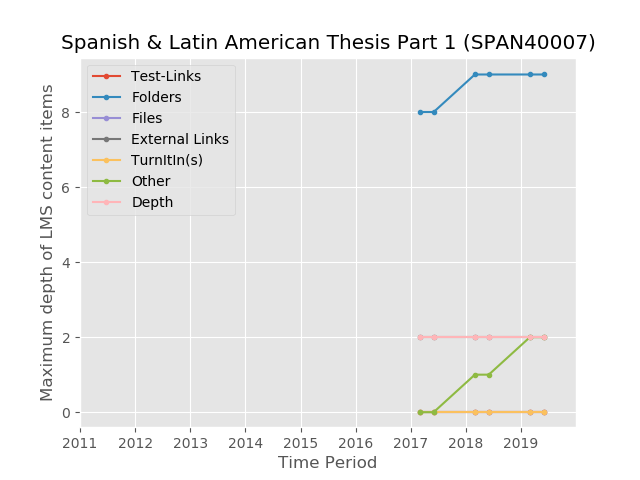 Spanish & Latin American Thesis Part 1 (SPAN40007)
Test-Links
Folders
Files
External Links
TurnItIn(s)
Other
Depth
Maximum depth of LMS content items
8
6
4
2
0
2011 2012 2013 2014 2015 2016 2017 2018 2019
Time Period